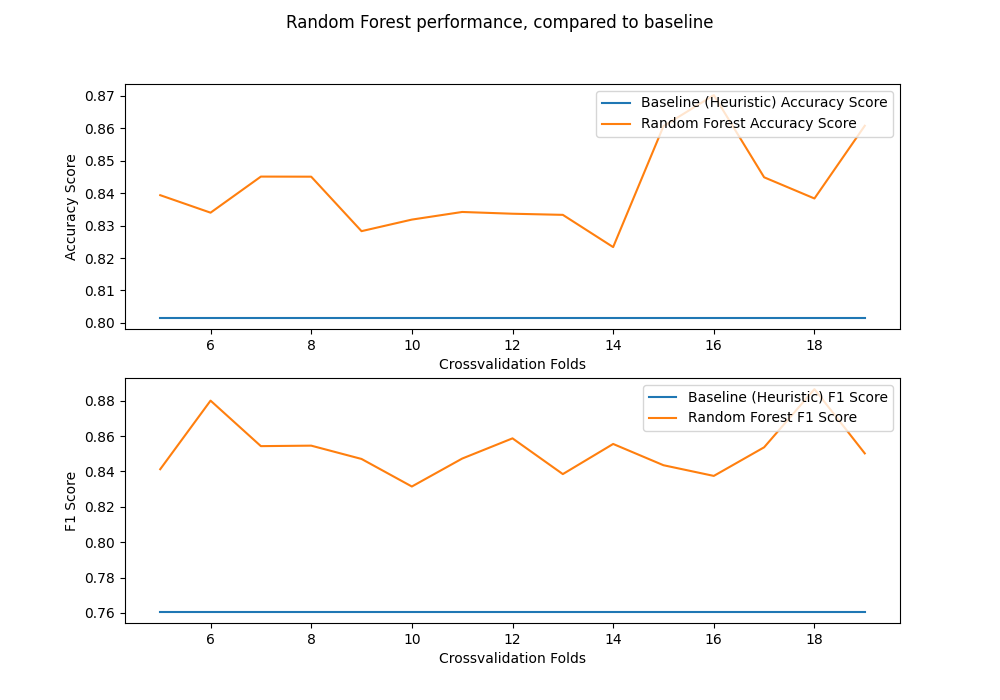 Random Forest performance, compared to baseline
0.87
0.86
0.85
0.84
0.83
0.82
0.81
0.80
Accuracy Score
Baseline (Heuristic) Accuracy Score
Random Forest Accuracy Score
6 8 10 12 14 16 18
Crossvalidation Folds
0.88
0.86
0.84
0.82
0.80
0.78
0.76
F1 Score
Baseline (Heuristic) F1 Score
Random Forest F1 Score
6 8 10 12 14 16 18
Crossvalidation Folds